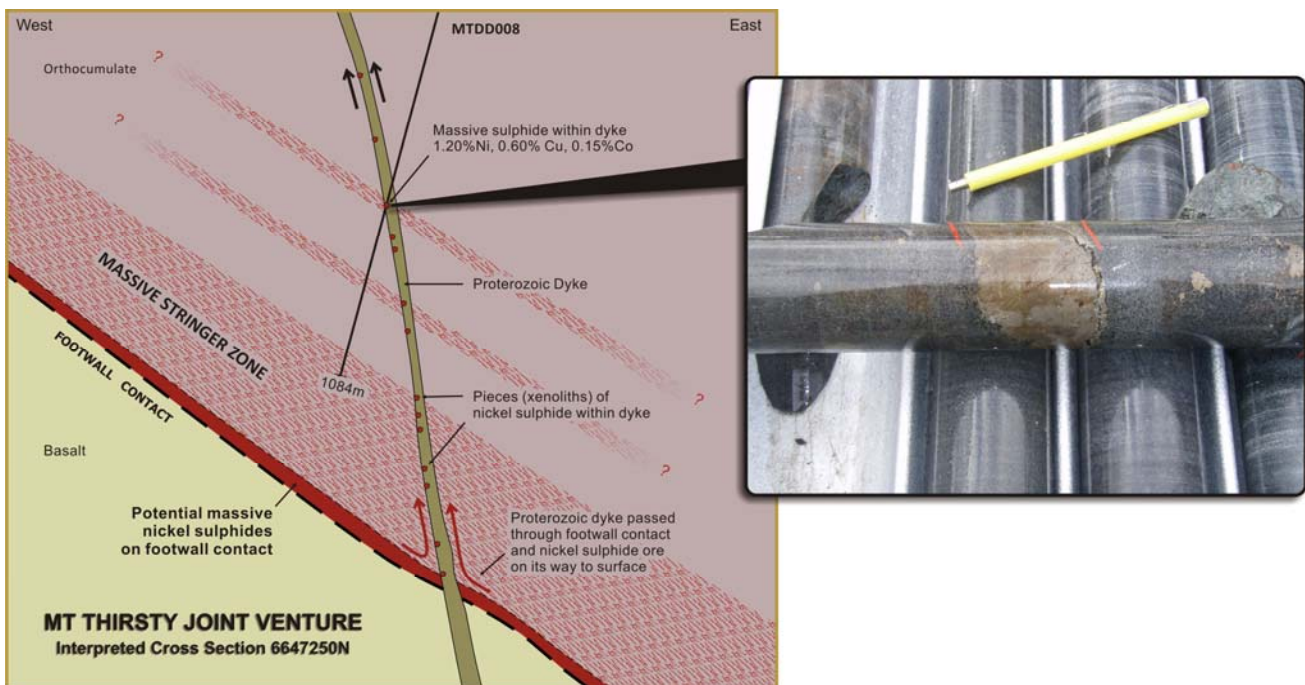 West
East
MTDD008
Orthocumulate
?
?
Massive sulphide within dyke
1.20%Ni, 0.60% Cu, 0.15%Co
Proterozoic Dyke
MASSIVE STRINGER ZONE
FOOTWALL CONTACT
1084m
?
Pieces (xenoliths) of
nickel sulphide within dyke
?
Basalt
Potential massive
nickel sulphides
on footwall contact
Proterozoic dyke passed
through footwall contact
and nickel sulphide ore
on its way to surface
MT THIRSTY JOINT VENTURE
Interpreted Cross Section 6647250N